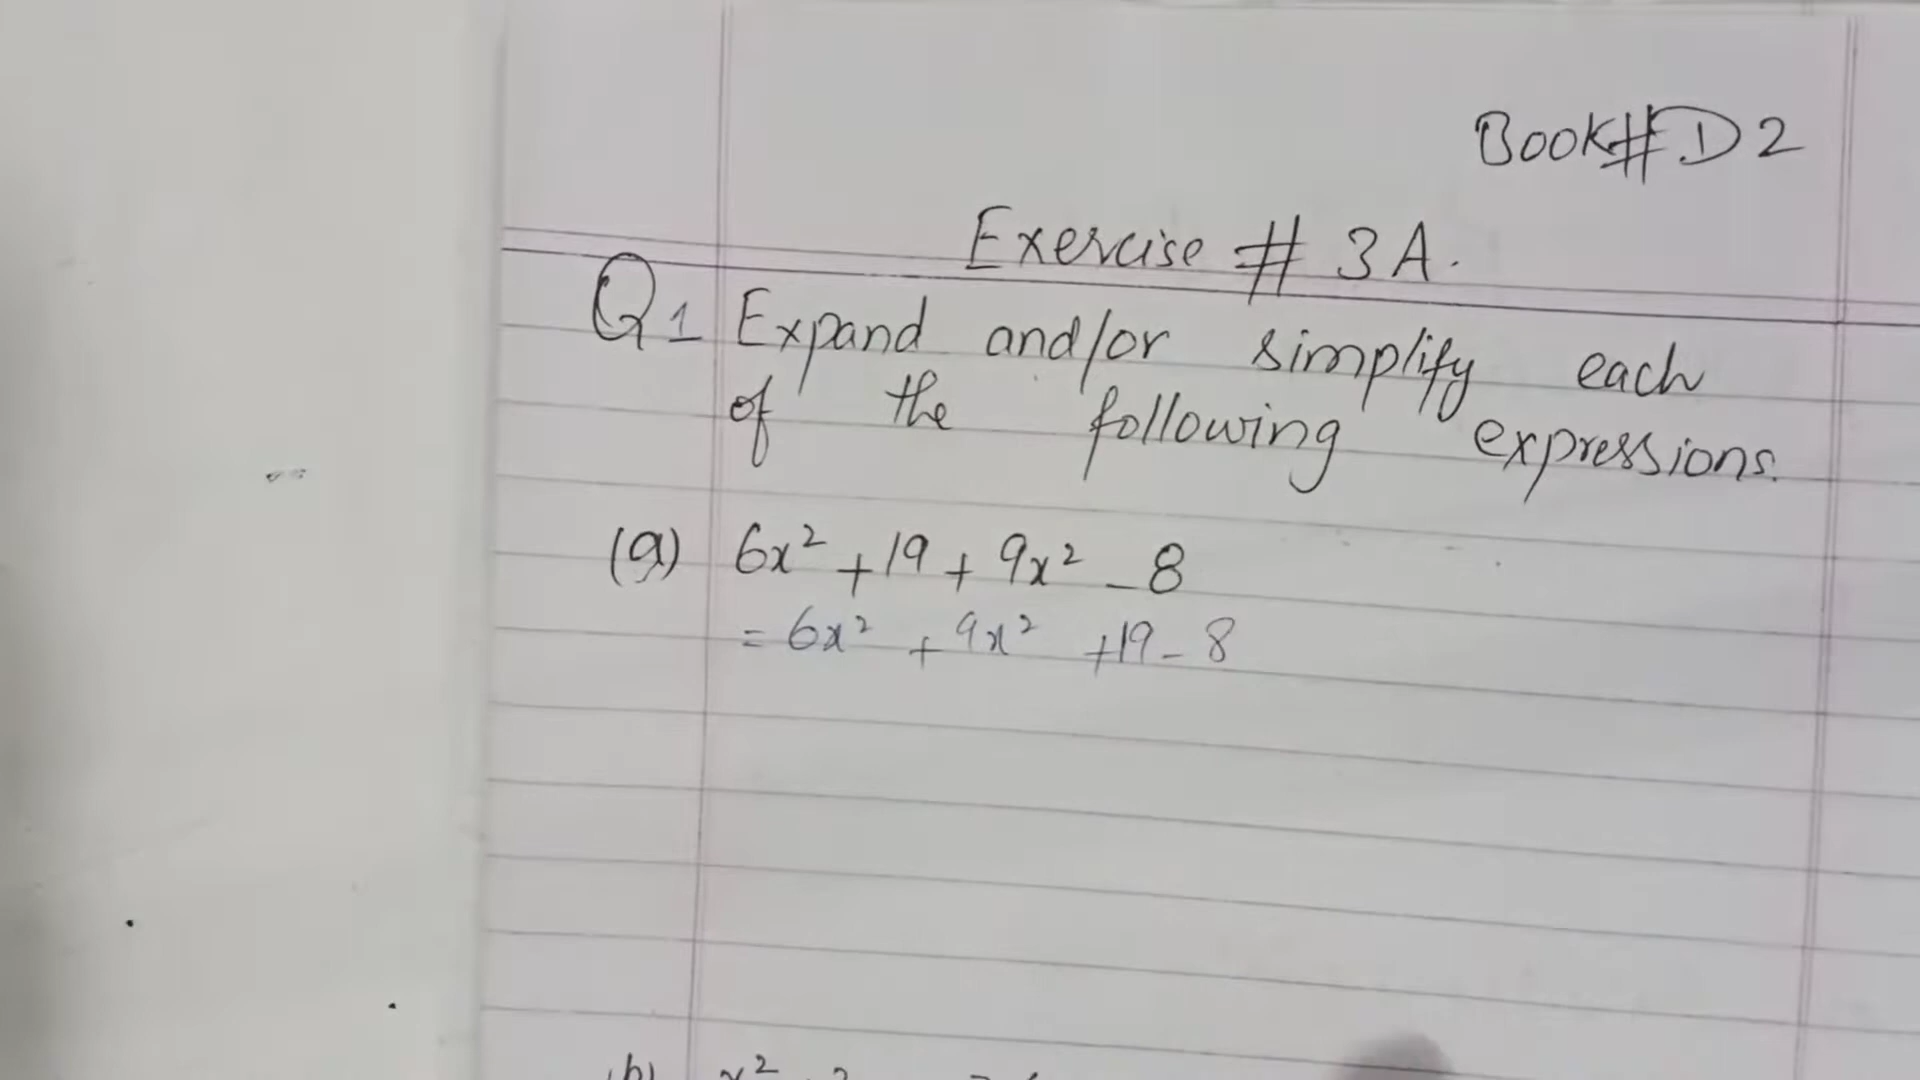 Book#D2
Exercise # 3A.
Q1 Expand and/or simplify each
of the following expressions.
(a) 6x² + 19 + 9x² - 8
= 6x² + 9x² + 19 - 8
(b) x²